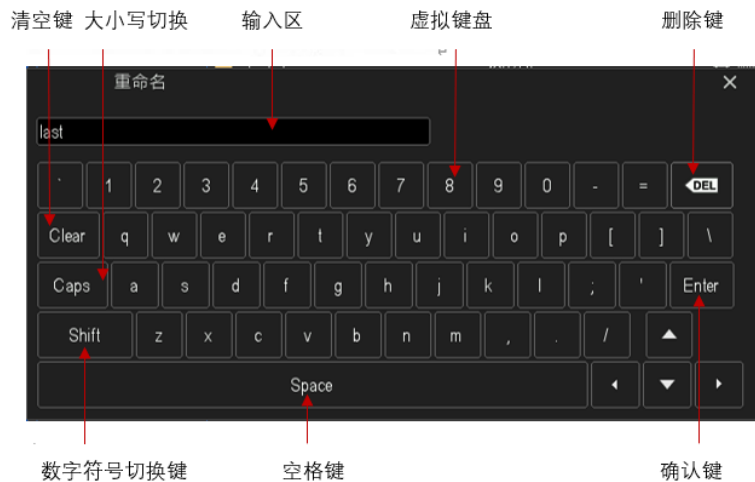 清空键 大小写切换 输入区 虚拟键盘 删除键
重命名 ×
last
` 1 2 3 4 5 6 7 8 9 0 - = DEL
Clear q w e r t y u i o p [ ] \
Caps a s d f g h j k l ; ' Enter
Shift z x c v b n m , . /
Space
数字符号切换键 空格键 确认键